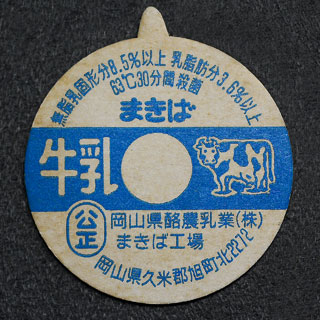 無脂乳固形分8.5%以上 乳脂肪分3.6%以上
63℃30分間殺菌
まきば
牛乳
公正
岡山県酪農乳業(株)
まきば工場
岡山県久米郡旭町北2272